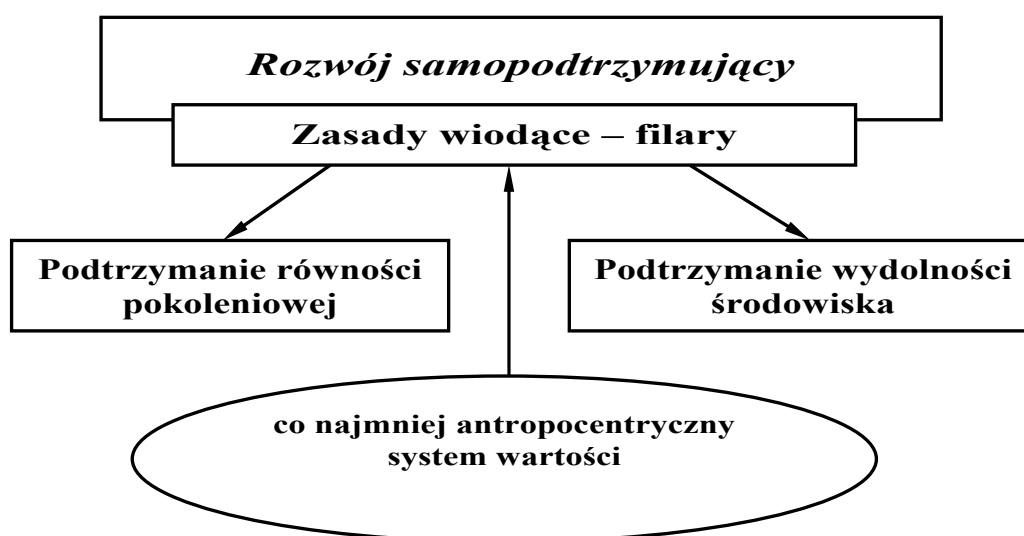 Rozwój samopodtrzymujący
Zasady wiodące – filary
Podtrzymanie równości
pokoleniowej
Podtrzymanie wydolności
środowiska
co najmniej antropocentryczny
system wartości